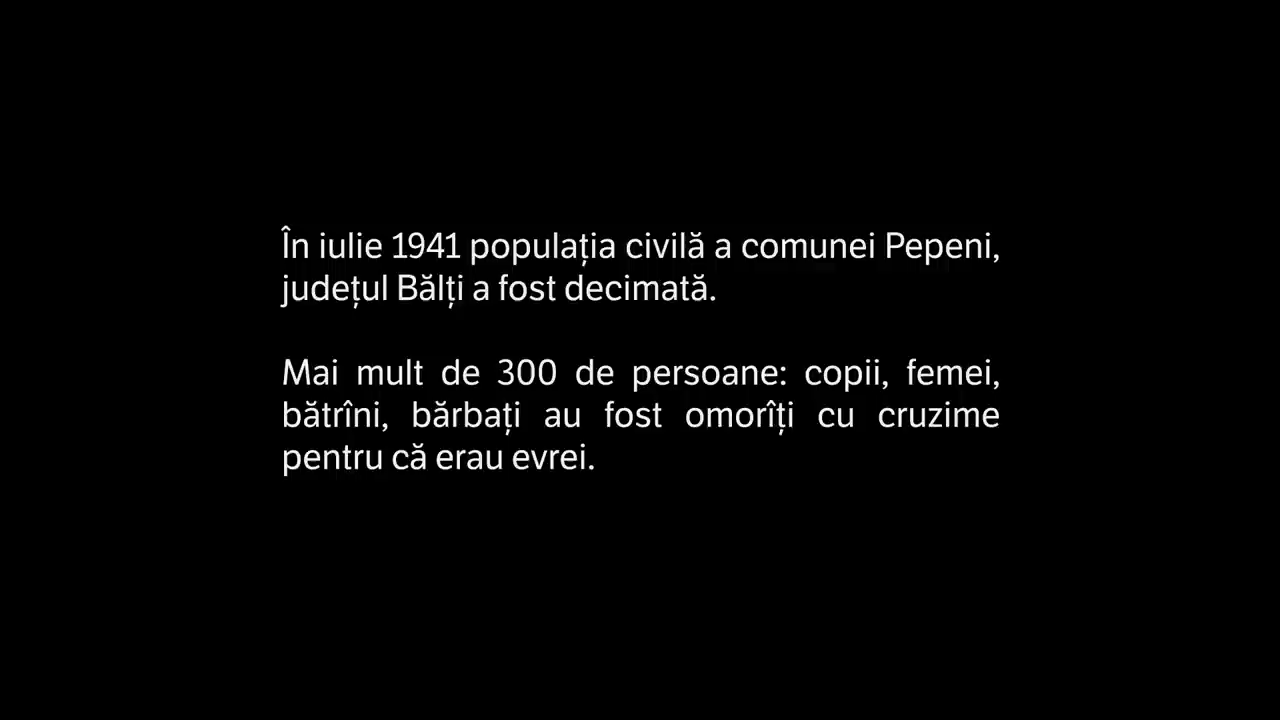 În iulie 1941 populația civilă a comunei Pepeni,
județul Bălți a fost decimată.
Mai mult de 300 de persoane: copii, femei,
bătrîni, bărbați au fost omorîți cu cruzime
pentru că erau evrei.